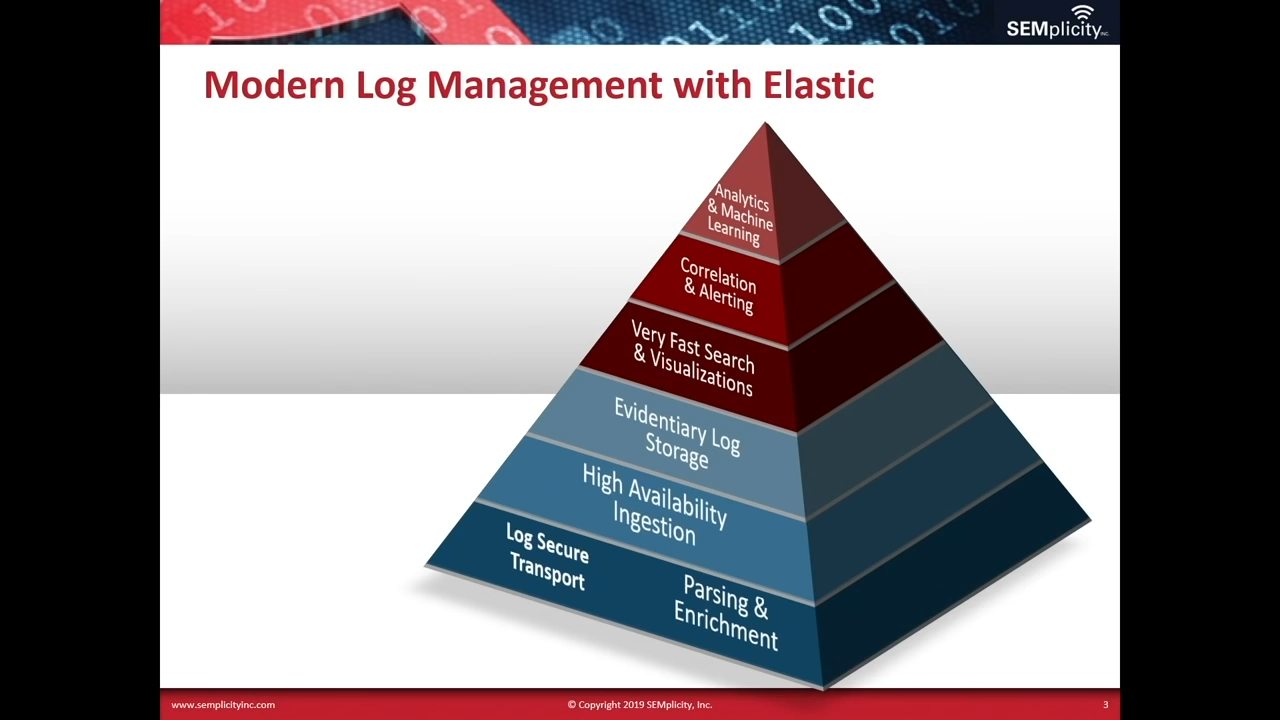 SEMplicity INC.
Modern Log Management with Elastic
Analytics
& Machine
Learning
Correlation
& Alerting
Very Fast Search
& Visualizations
Evidentiary Log
Storage
High Availability
Ingestion
Log Secure
Transport
Parsing &
Enrichment
www.semplicityinc.com
© Copyright 2019 SEMplicity, Inc.
3